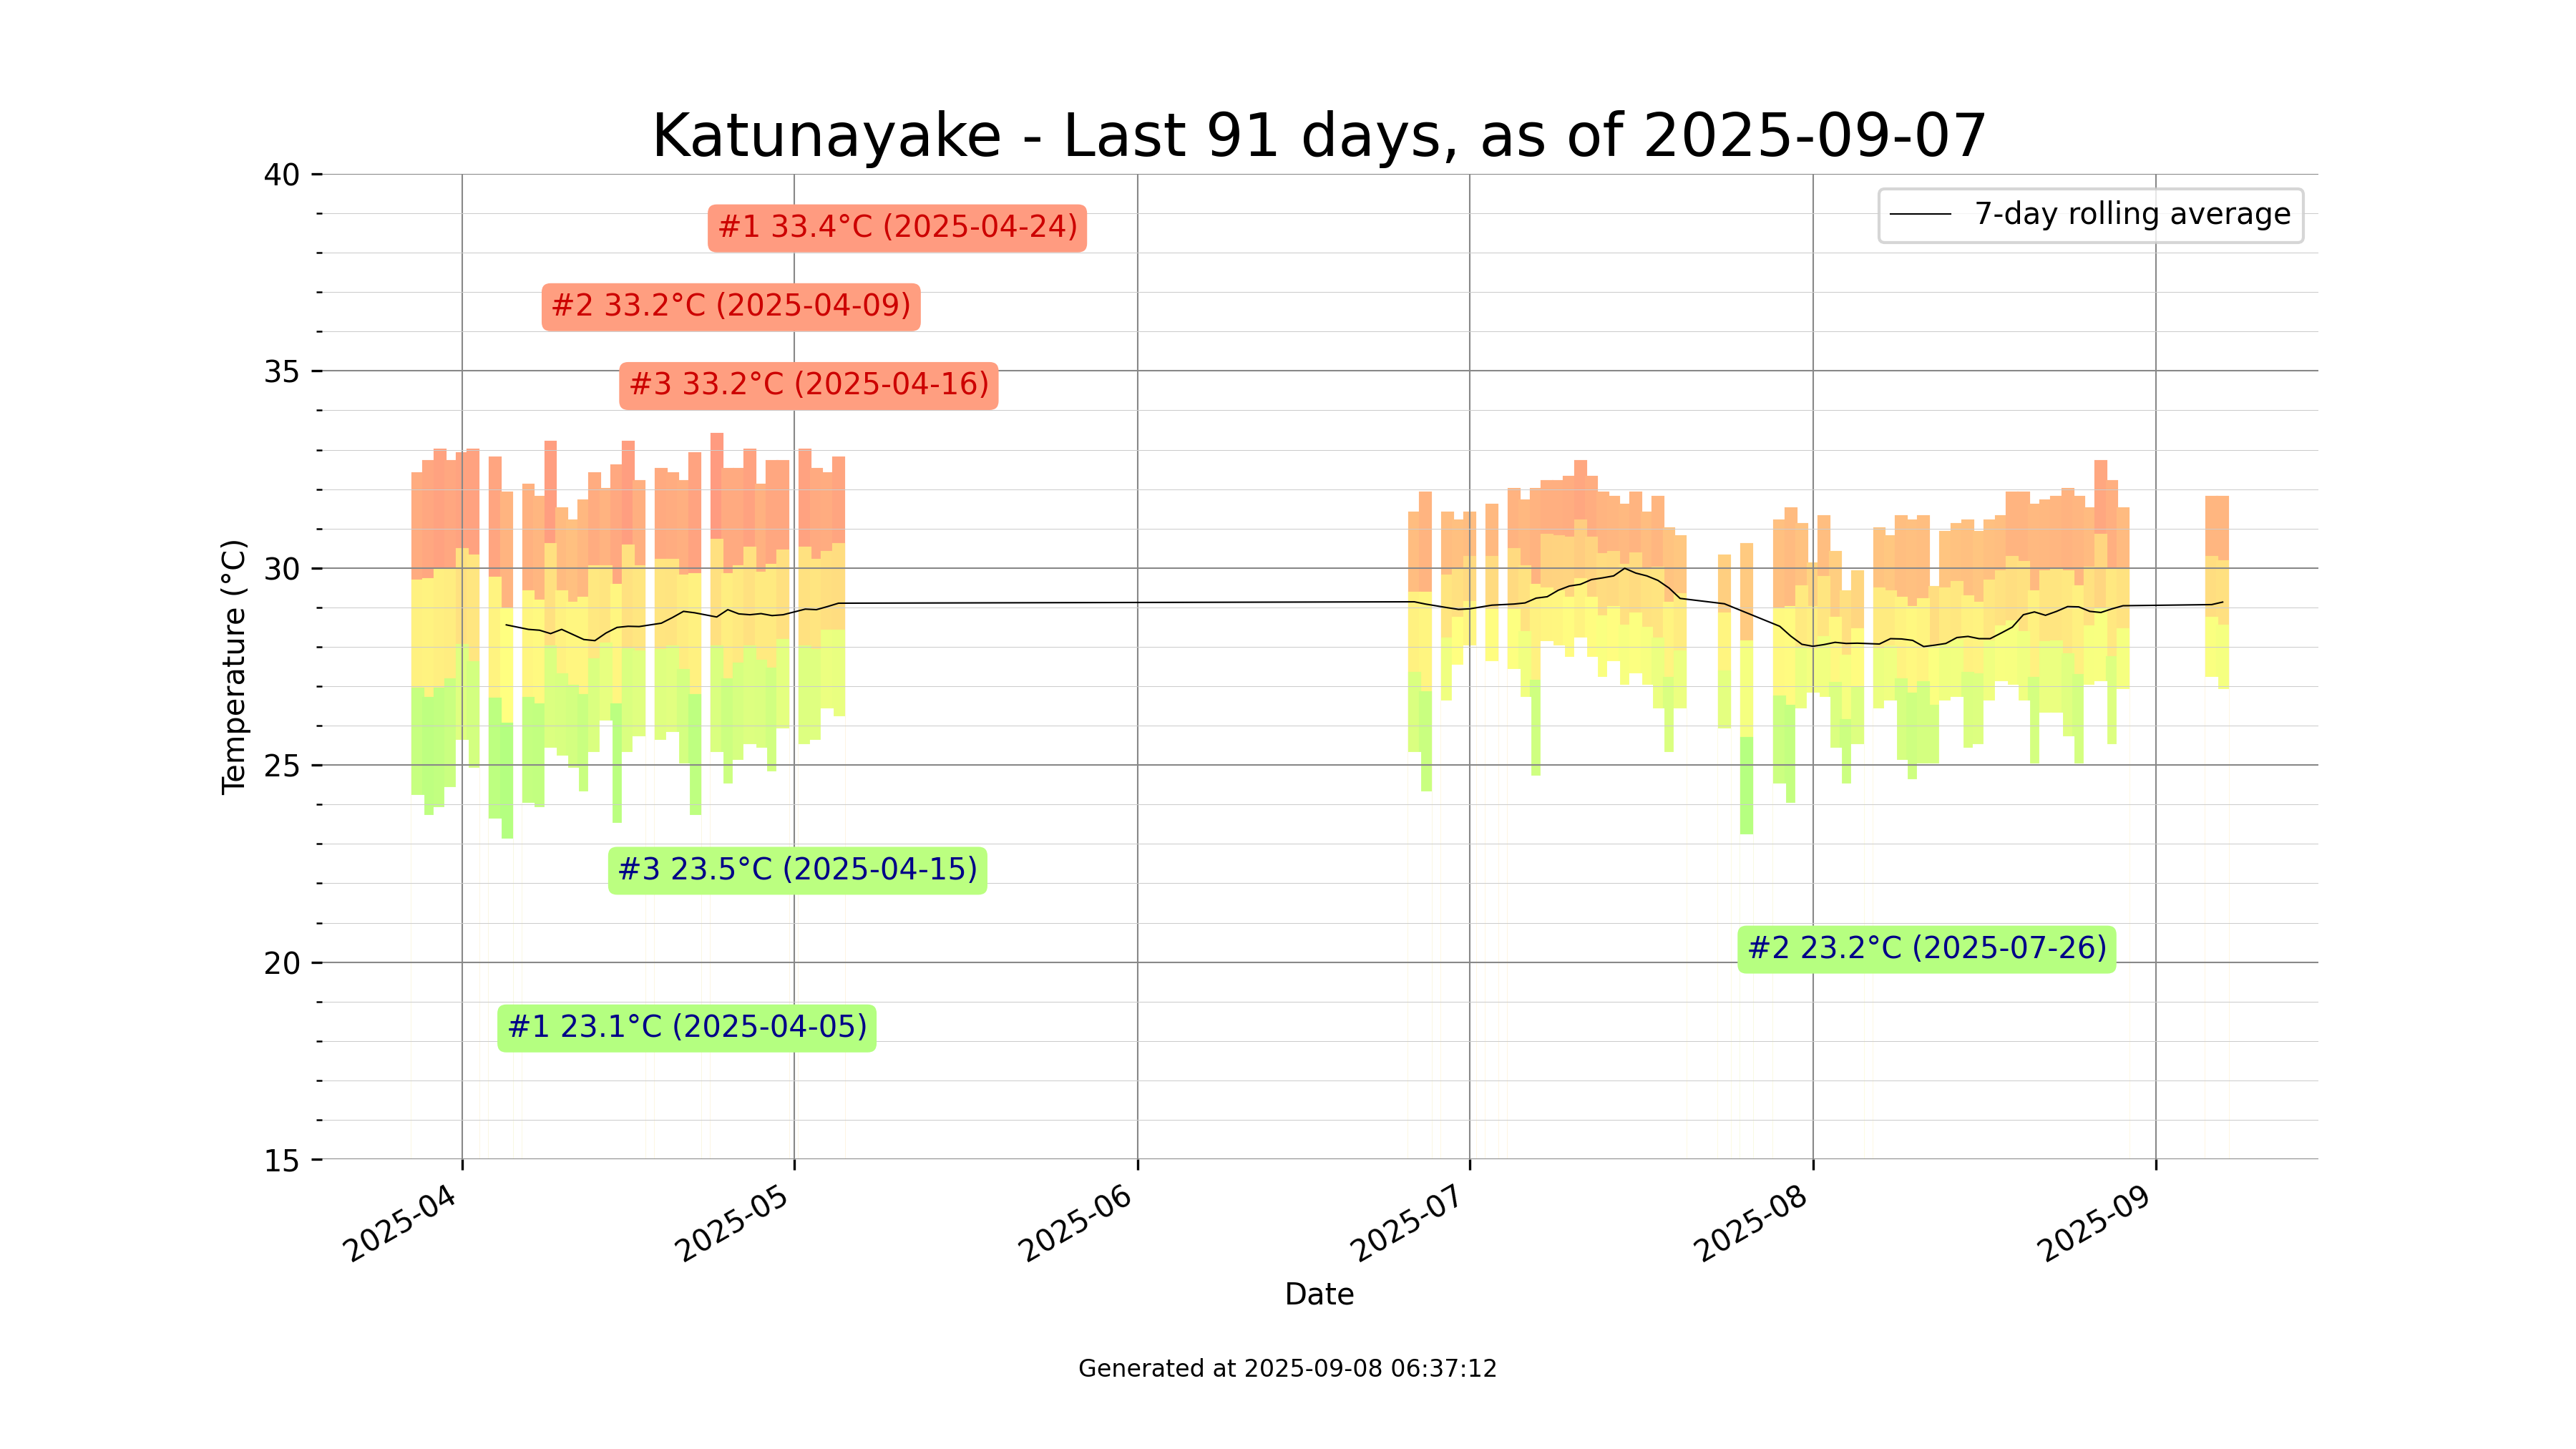 Katunayake - Last 91 days, as of 2025-09-07
7-day rolling average
#1 33.4°C (2025-04-24)
#2 33.2°C (2025-04-09)
#3 33.2°C (2025-04-16)
#3 23.5°C (2025-04-15)
#2 23.2°C (2025-07-26)
#1 23.1°C (2025-04-05)
Temperature (°C)
40
35
30
25
20
15
2025-04
2025-05
2025-06
2025-07
2025-08
2025-09
Date
Generated at 2025-09-08 06:37:12